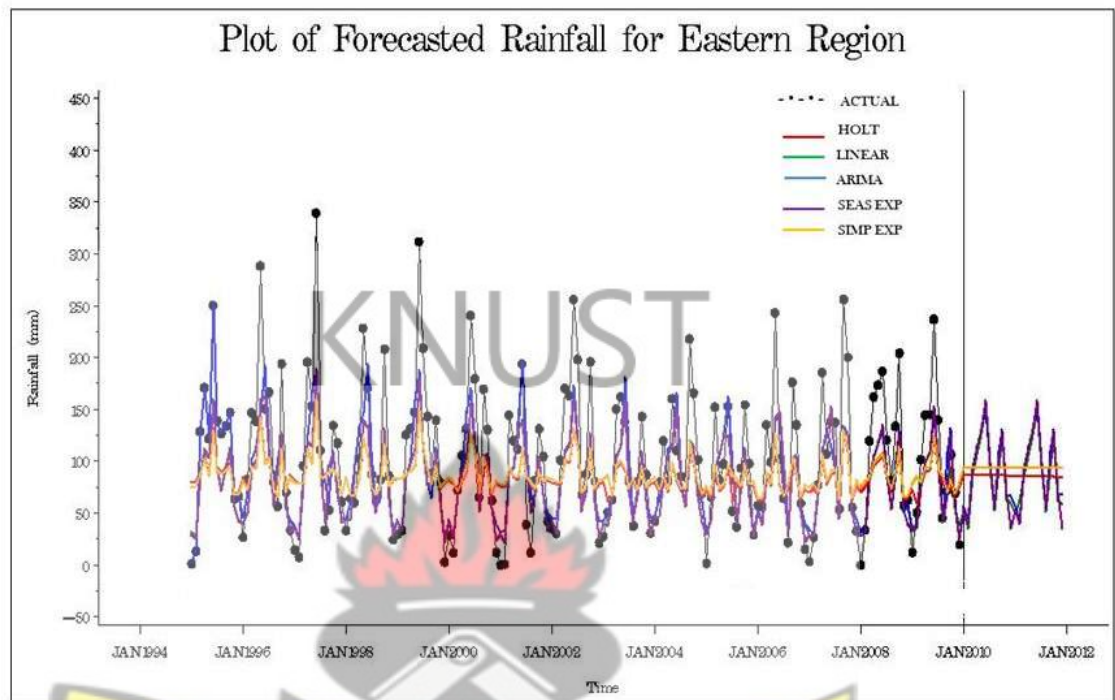 Plot of Forecasted Rainfall for Eastern Region
450
400
350
300
250
200
150
100
50
0
-50
Rainfall (mm)
ACTUAL
HOLT
LINEAR
ARIMA
SEAS EXP
SIMP EXP
KNUST
JAN1994 JAN1996 JAN1998 JAN2000 JAN2002 JAN2004 JAN2006 JAN2008 JAN2010 JAN2012
Time